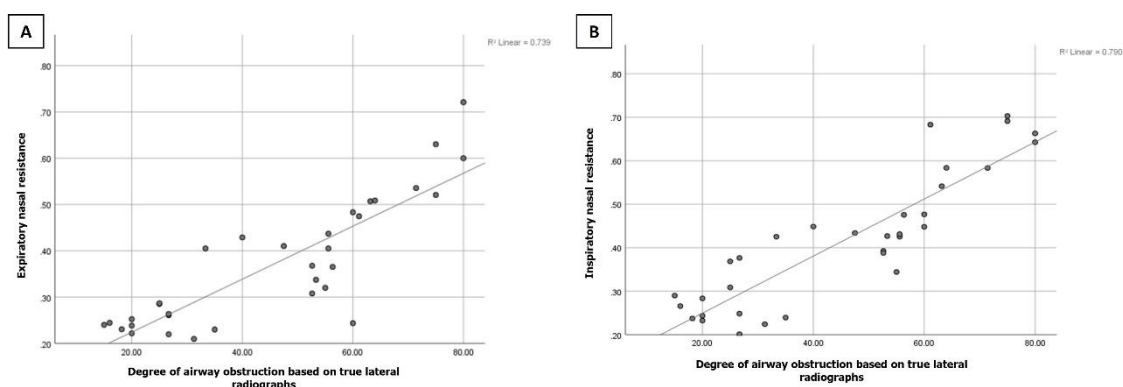 A
R² Linear = 0.739
Expiratory nasal resistance
.80
.70
.60
.50
.40
.30
.20
20.00 40.00 60.00 80.00
Degree of airway obstruction based on true lateral
radiographs
B
R² Linear = 0.790
Inspiratory nasal resistance
.80
.70
.60
.50
.40
.30
.20
20.00 40.00 60.00 80.00
Degree of airway obstruction based on true lateral
radiographs